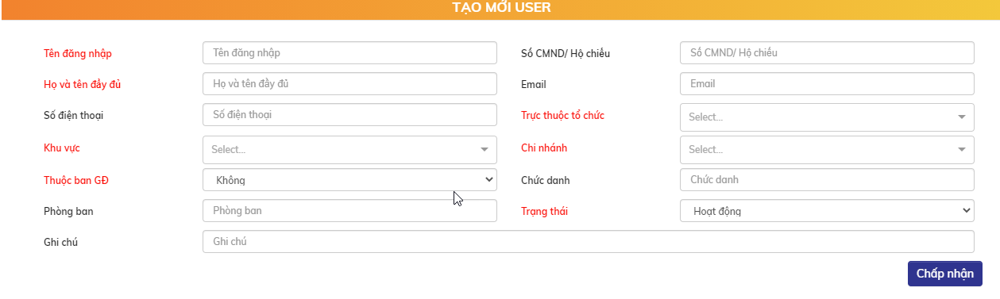 TẠO MỚI USER
Tên đăng nhập Tên đăng nhập Số CMND/ Hộ chiếu Số CMND/ Hộ chiếu
Họ và tên đầy đủ Họ và tên đầy đủ Email Email
Số điện thoại Số điện thoại Trực thuộc tổ chức Select...
Khu vực Select... Chi nhánh Select...
Thuộc ban GĐ Không Chức danh Chức danh
Phòng ban Phòng ban Trạng thái Hoạt động
Ghi chú Ghi chú
Chấp nhận